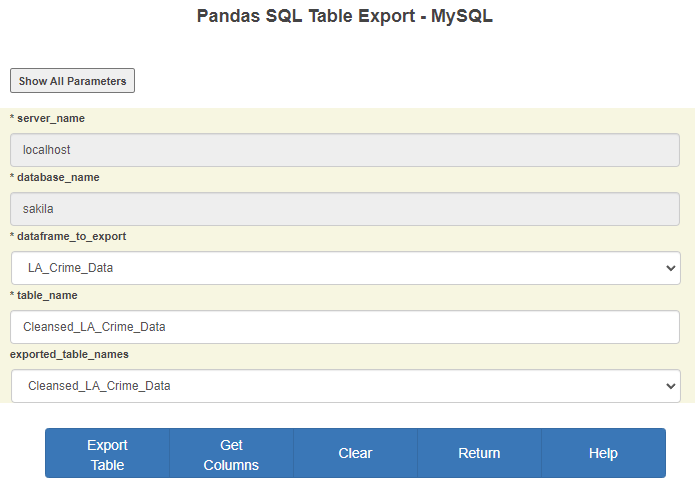 Pandas SQL Table Export - MySQL
Show All Parameters
* server_name
localhost
* database_name
sakila
* dataframe_to_export
LA_Crime_Data
* table_name
Cleansed_LA_Crime_Data
exported_table_names
Cleansed_LA_Crime_Data
Export
Table
Get
Columns
Clear
Return
Help